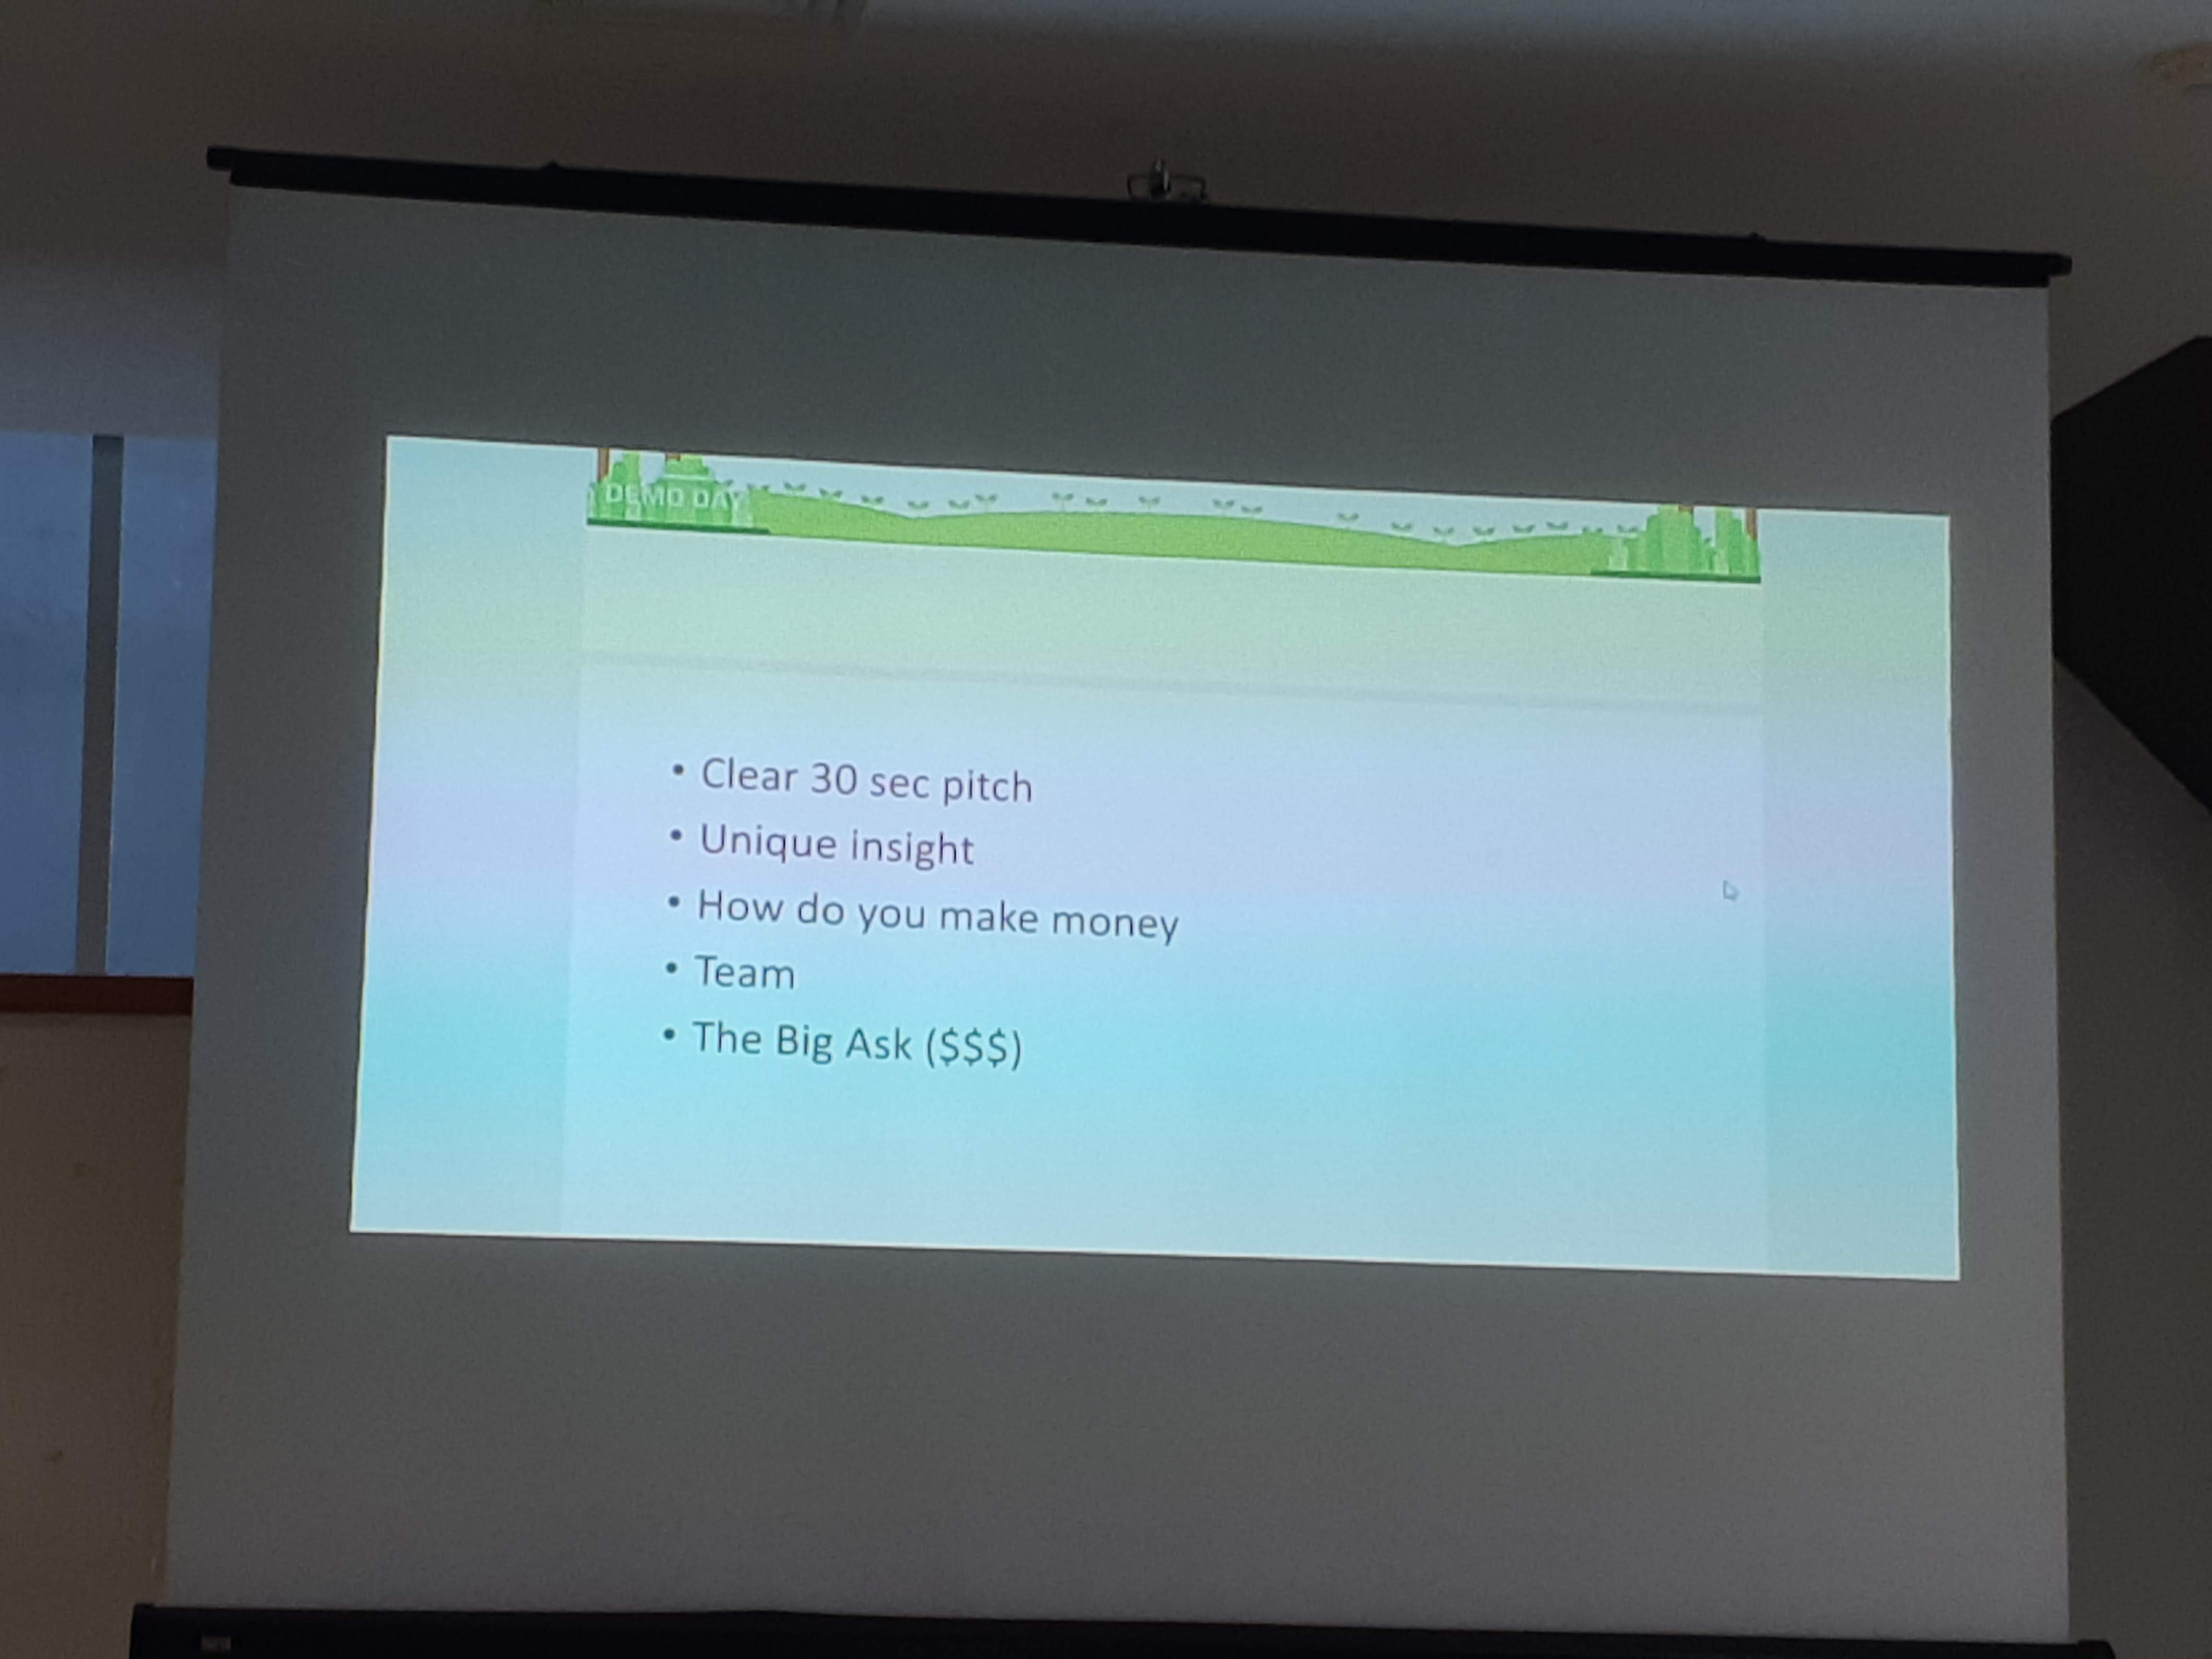 DEMO DAY
• Clear 30 sec pitch
• Unique insight
• How do you make money
• Team
• The Big Ask ($$$)